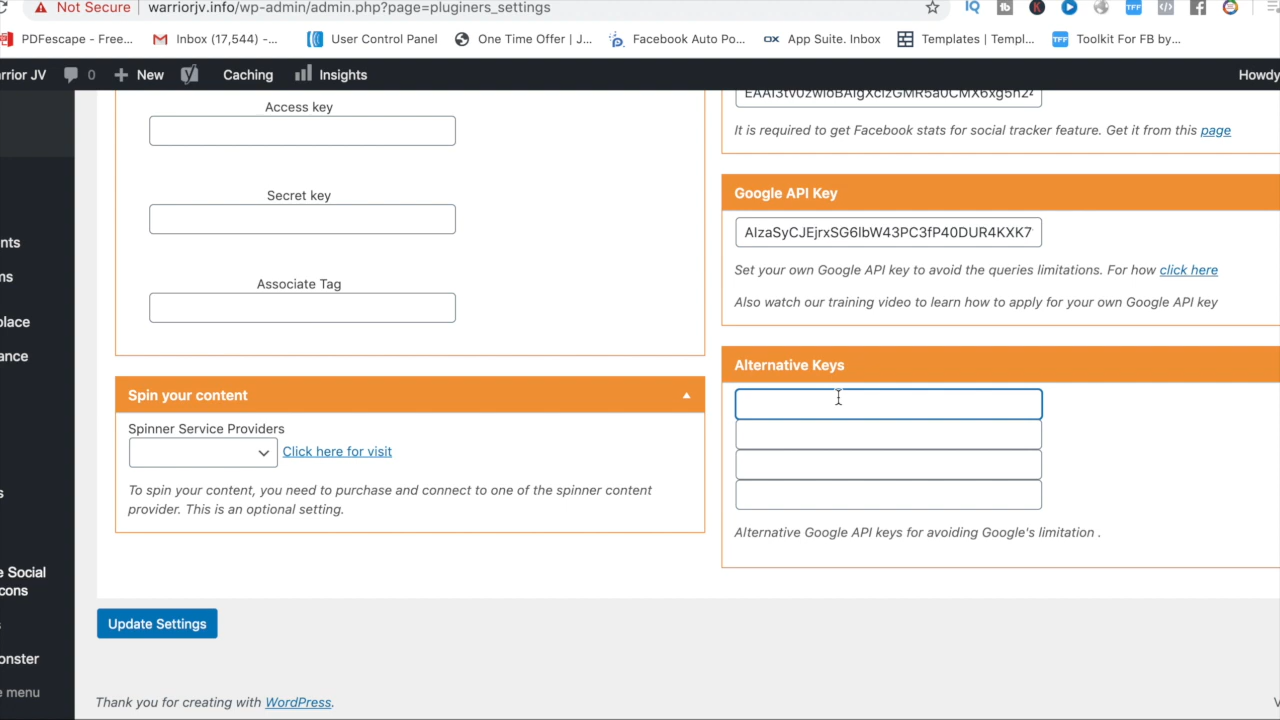 Not Secure warriorjv.info/wp-admin/admin.php?page=pluginers_settings
PDFescape - Free... Inbox (17,544) -... User Control Panel One Time Offer | J... Facebook Auto Po... App Suite. Inbox Templates | Templ... Toolkit For FB by...
rrior JV 0 New Caching Insights Howdy
Access key
Secret key
Associate Tag
Spin your content
Spinner Service Providers
Click here for visit
To spin your content, you need to purchase and connect to one of the spinner content
provider. This is an optional setting.
It is required to get Facebook stats for social tracker feature. Get it from this page
Google API Key
Set your own Google API key to avoid the queries limitations. For how click here
Also watch our training video to learn how to apply for your own Google API key
Alternative Keys
Alternative Google API keys for avoiding Google's limitation .
nts
ms
place
ance
s
e Social
cons
s
onster
e menu
Update Settings
Thank you for creating with WordPress.